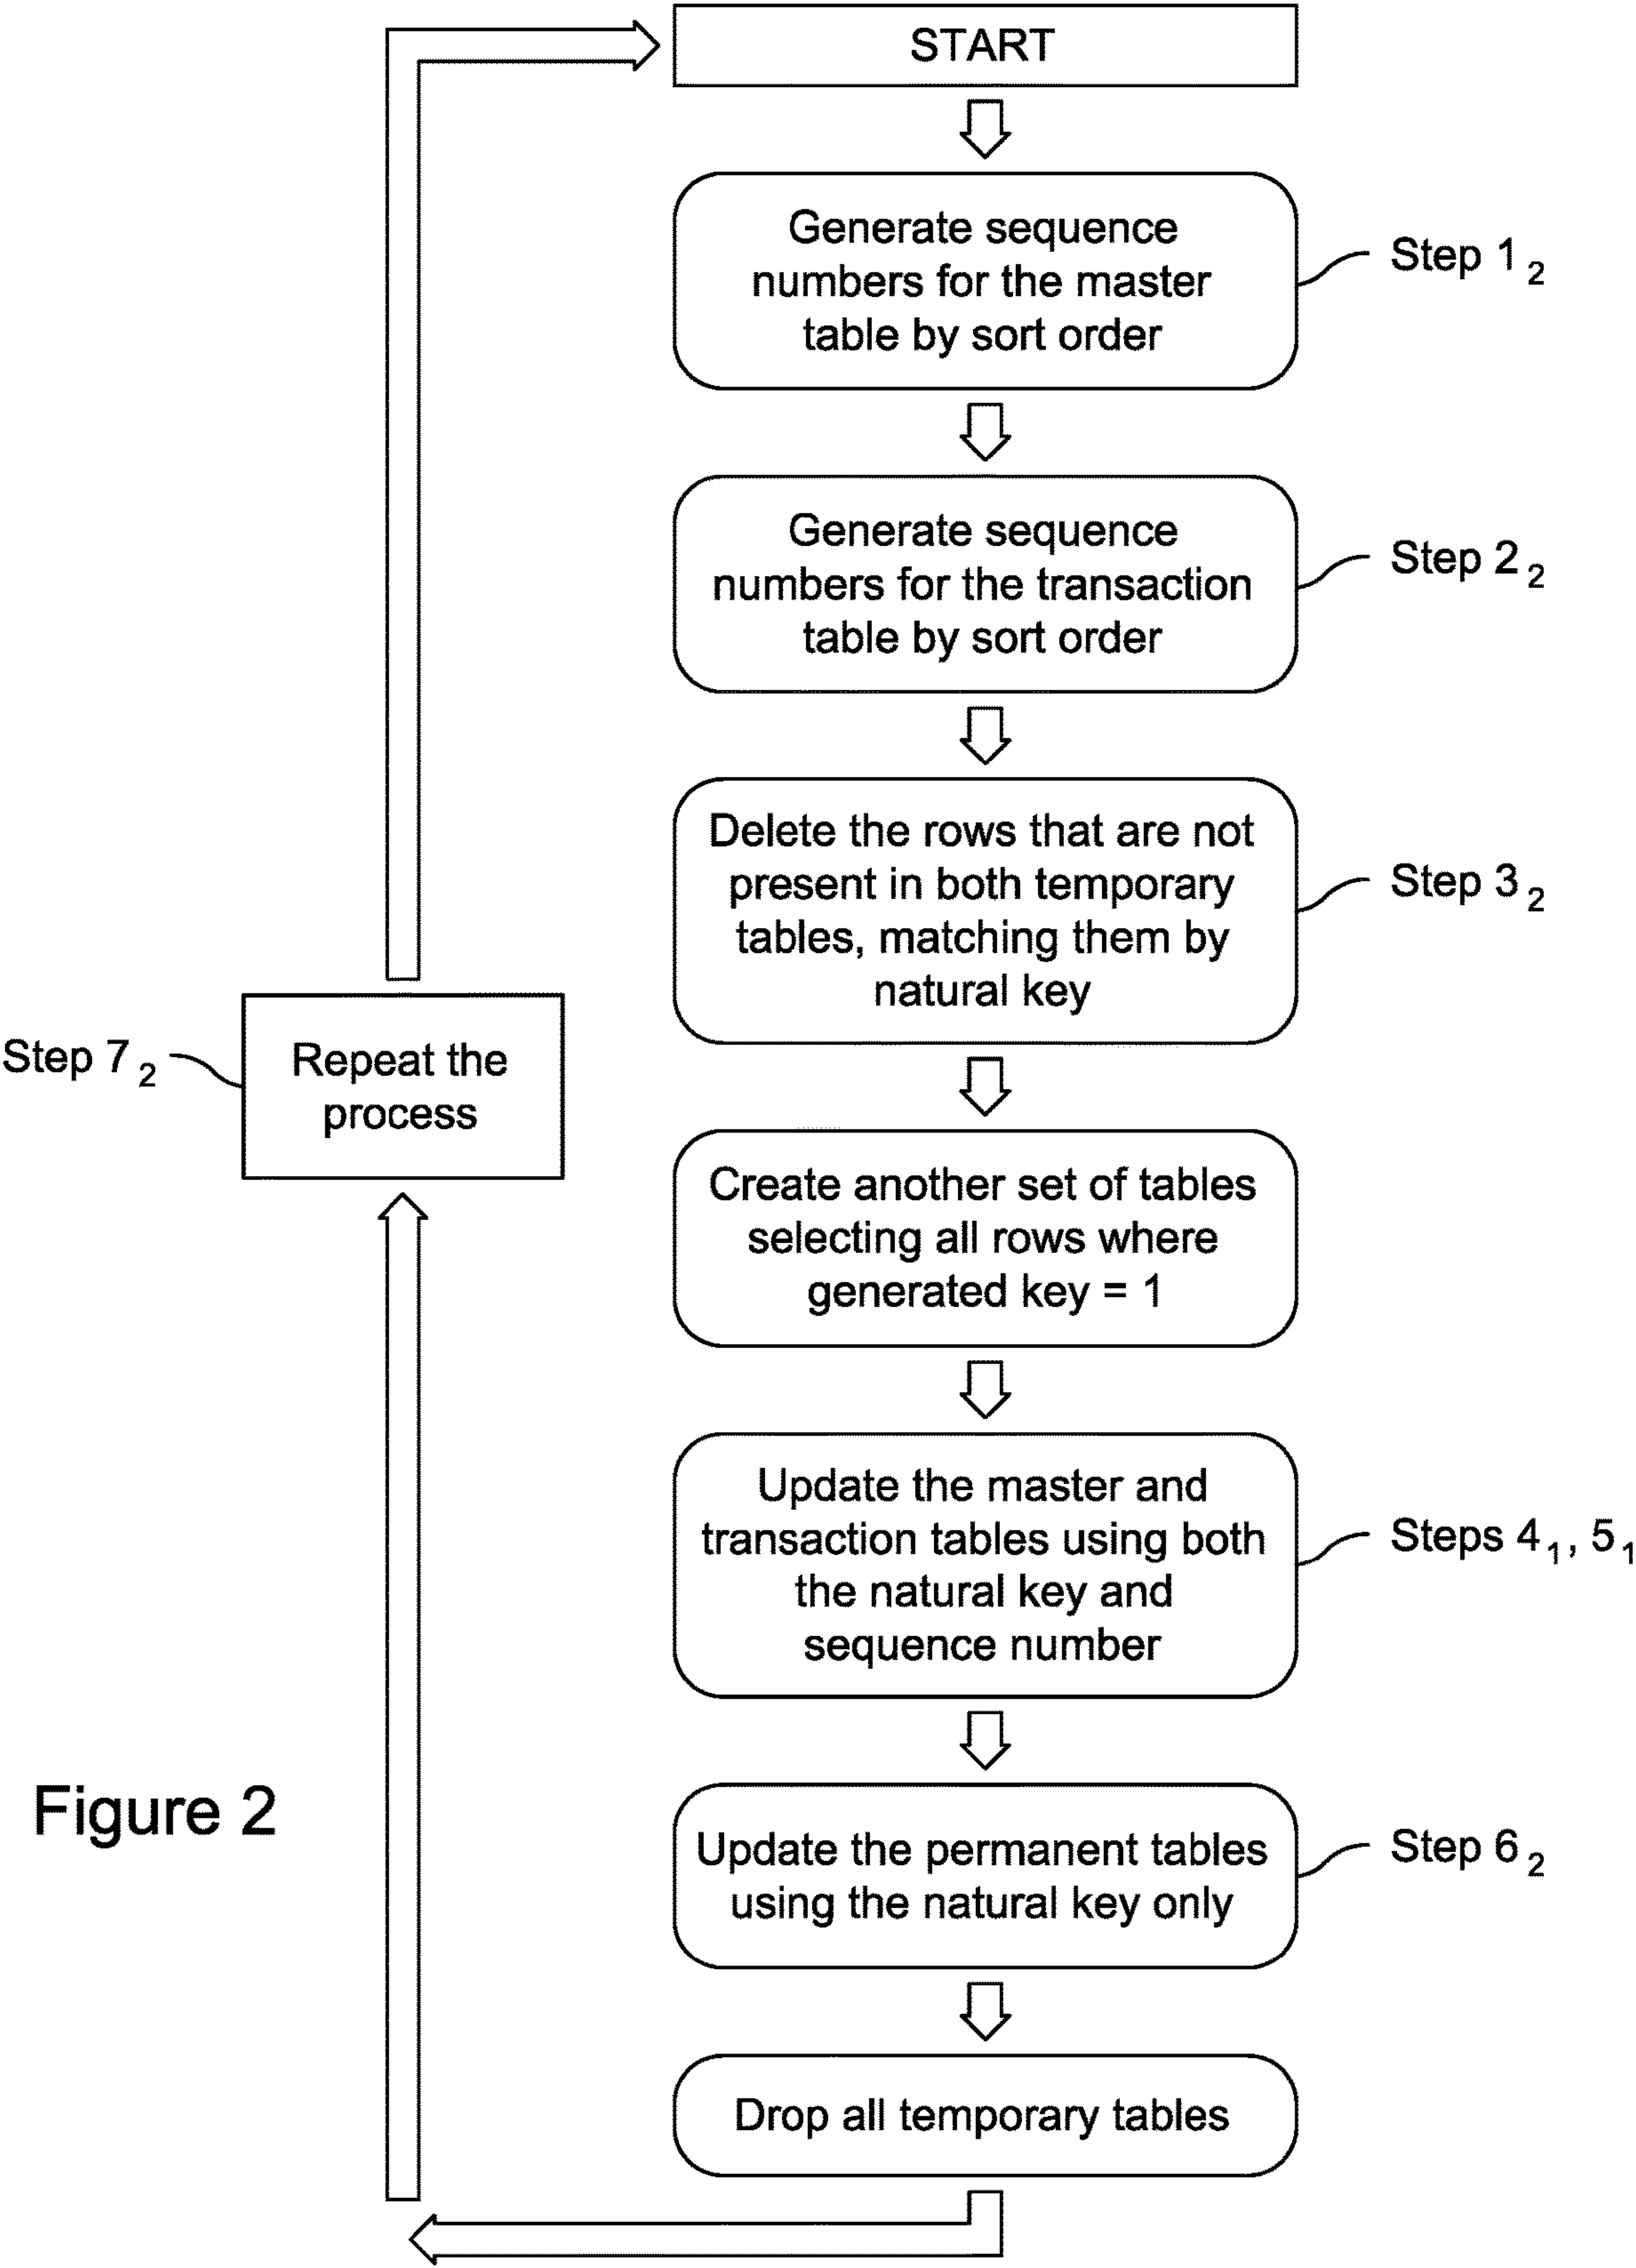 START
Generate sequence
numbers for the master
table by sort order
Step 1 2
Generate sequence
numbers for the transaction
table by sort order
Step 2 2
Delete the rows that are not
present in both temporary
tables, matching them by
natural key
Step 3 2
Step 7 2
Repeat the
process
Create another set of tables
selecting all rows where
generated key = 1
Update the master and
transaction tables using both
the natural key and
sequence number
Steps 4 1, 5 1
Update the permanent tables
using the natural key only
Step 6 2
Figure 2
Drop all temporary tables